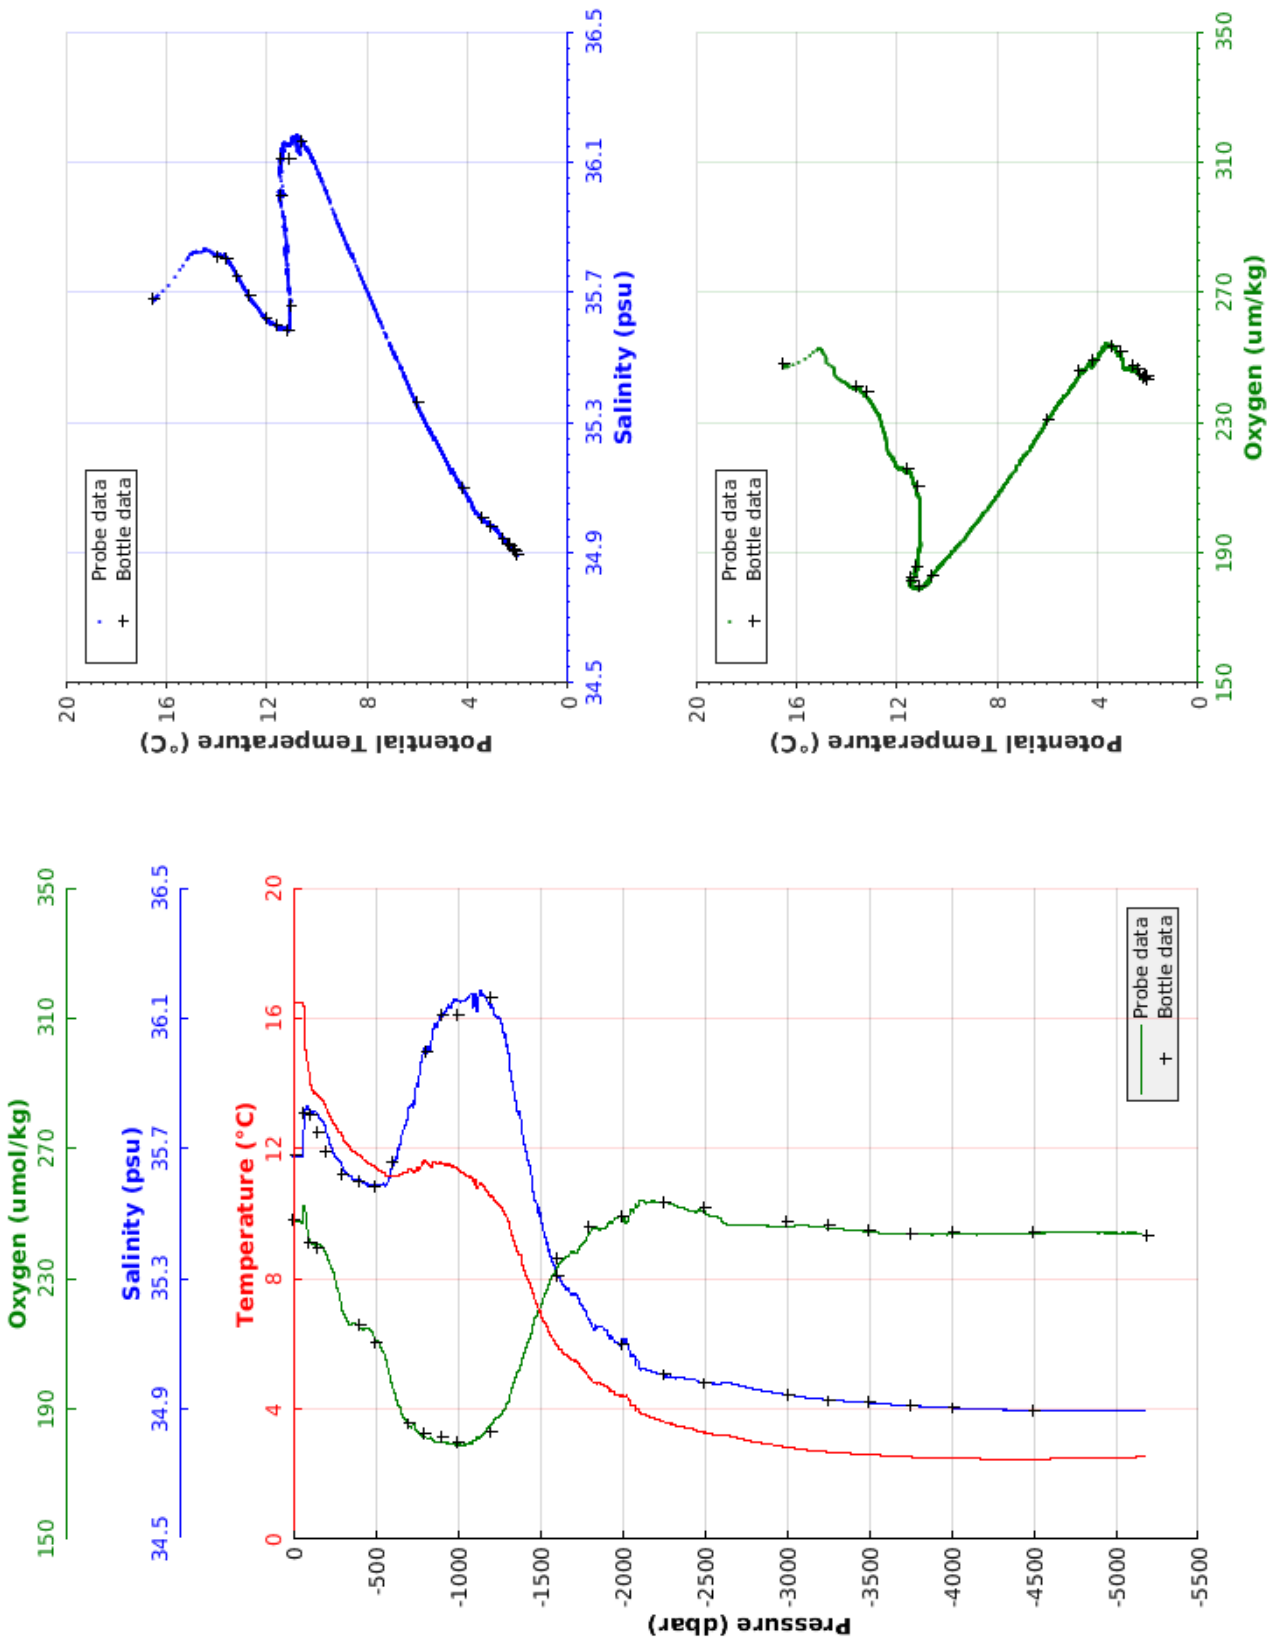 Oxygen (umol/kg)
150 190 230 270 310 350
Salinity (psu)
34.5 34.9 35.3 35.7 36.1 36.5
Temperature (°C)
0 4 8 12 16 20
0
-500
-1000
-1500
-2000
-2500
-3000
-3500
-4000
-4500
-5000
-5500
Pressure (dbar)
Probe data
Bottle data
20
16
12
8
4
0
Potential Temperature (°C)
Probe data
Bottle data
34.5 34.9 35.3 35.7 36.1 36.5
Salinity (psu)
20
16
12
8
4
0
Potential Temperature (°C)
Probe data
Bottle data
150 190 230 270 310 350
Oxygen (um/kg)